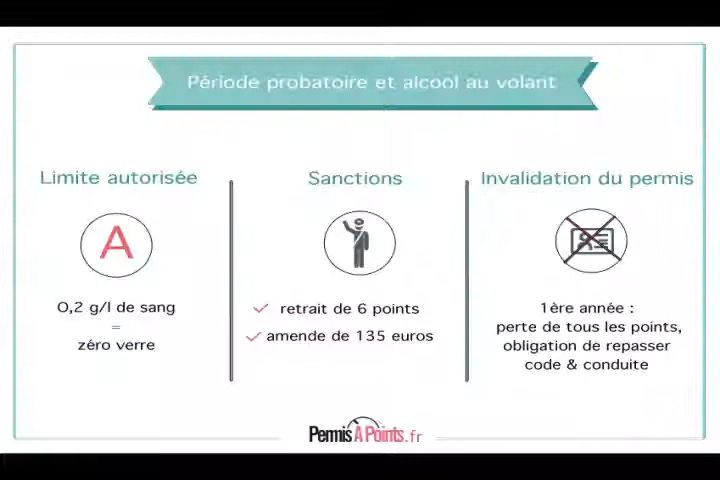 Période probatoire et alcool au volant
Limite autorisée
A
0,2 g/l de sang
=
zéro verre
Sanctions
retrait de 6 points
amende de 135 euros
Invalidation du permis
1ère année :
perte de tous les points,
obligation de repasser
code & conduite
PermisAPoints.fr